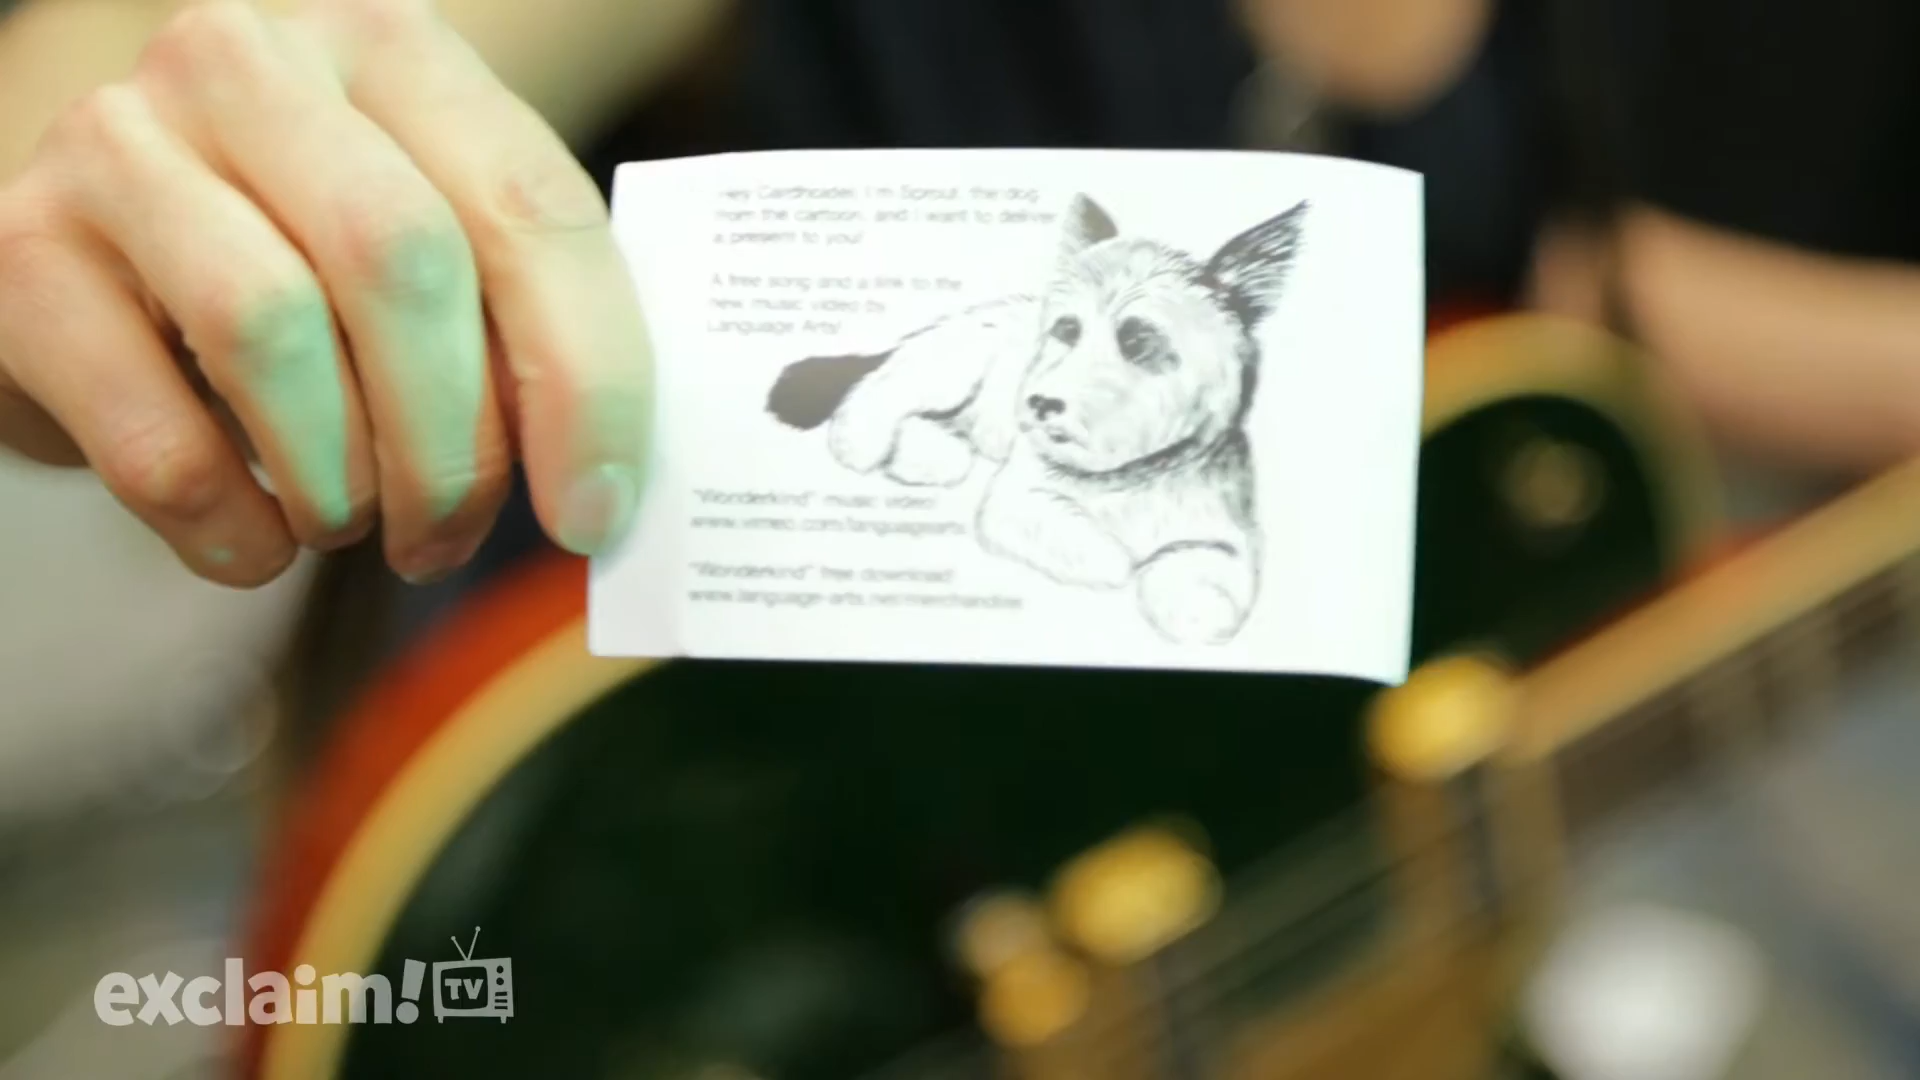 Hey Cardholder, I'm Sprout, the dog
from the cartoon, and I want to deliver
a present to you!
A free song and a link to the
new music video by
Language Arts!
"Wonderkind" music video
www.vimeo.com/languagearts
"Wonderkind" free download!
www.language-arts.net/merchandise
exclaim! TV